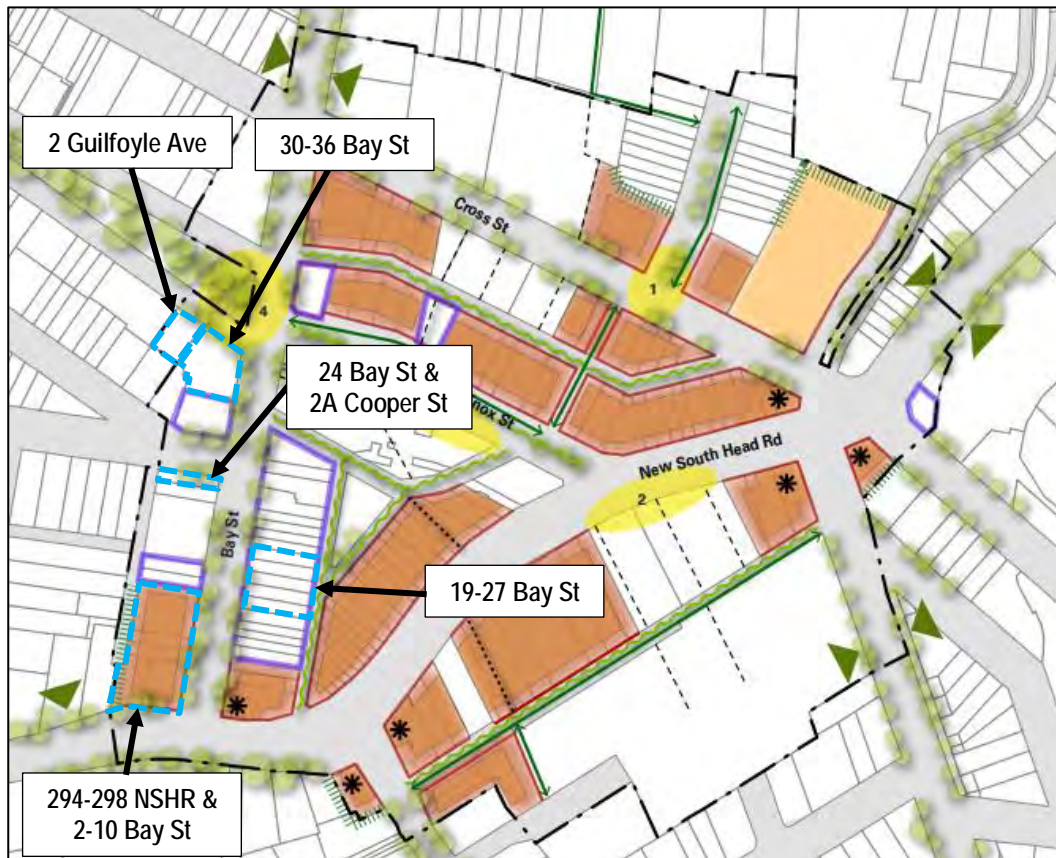 2 Guilfoyle Ave
30-36 Bay St
Cross St
1
4
24 Bay St &
2A Cooper St
nox St
New South Head Rd
2
Bay St
19-27 Bay St
294-298 NSHR &
2-10 Bay St